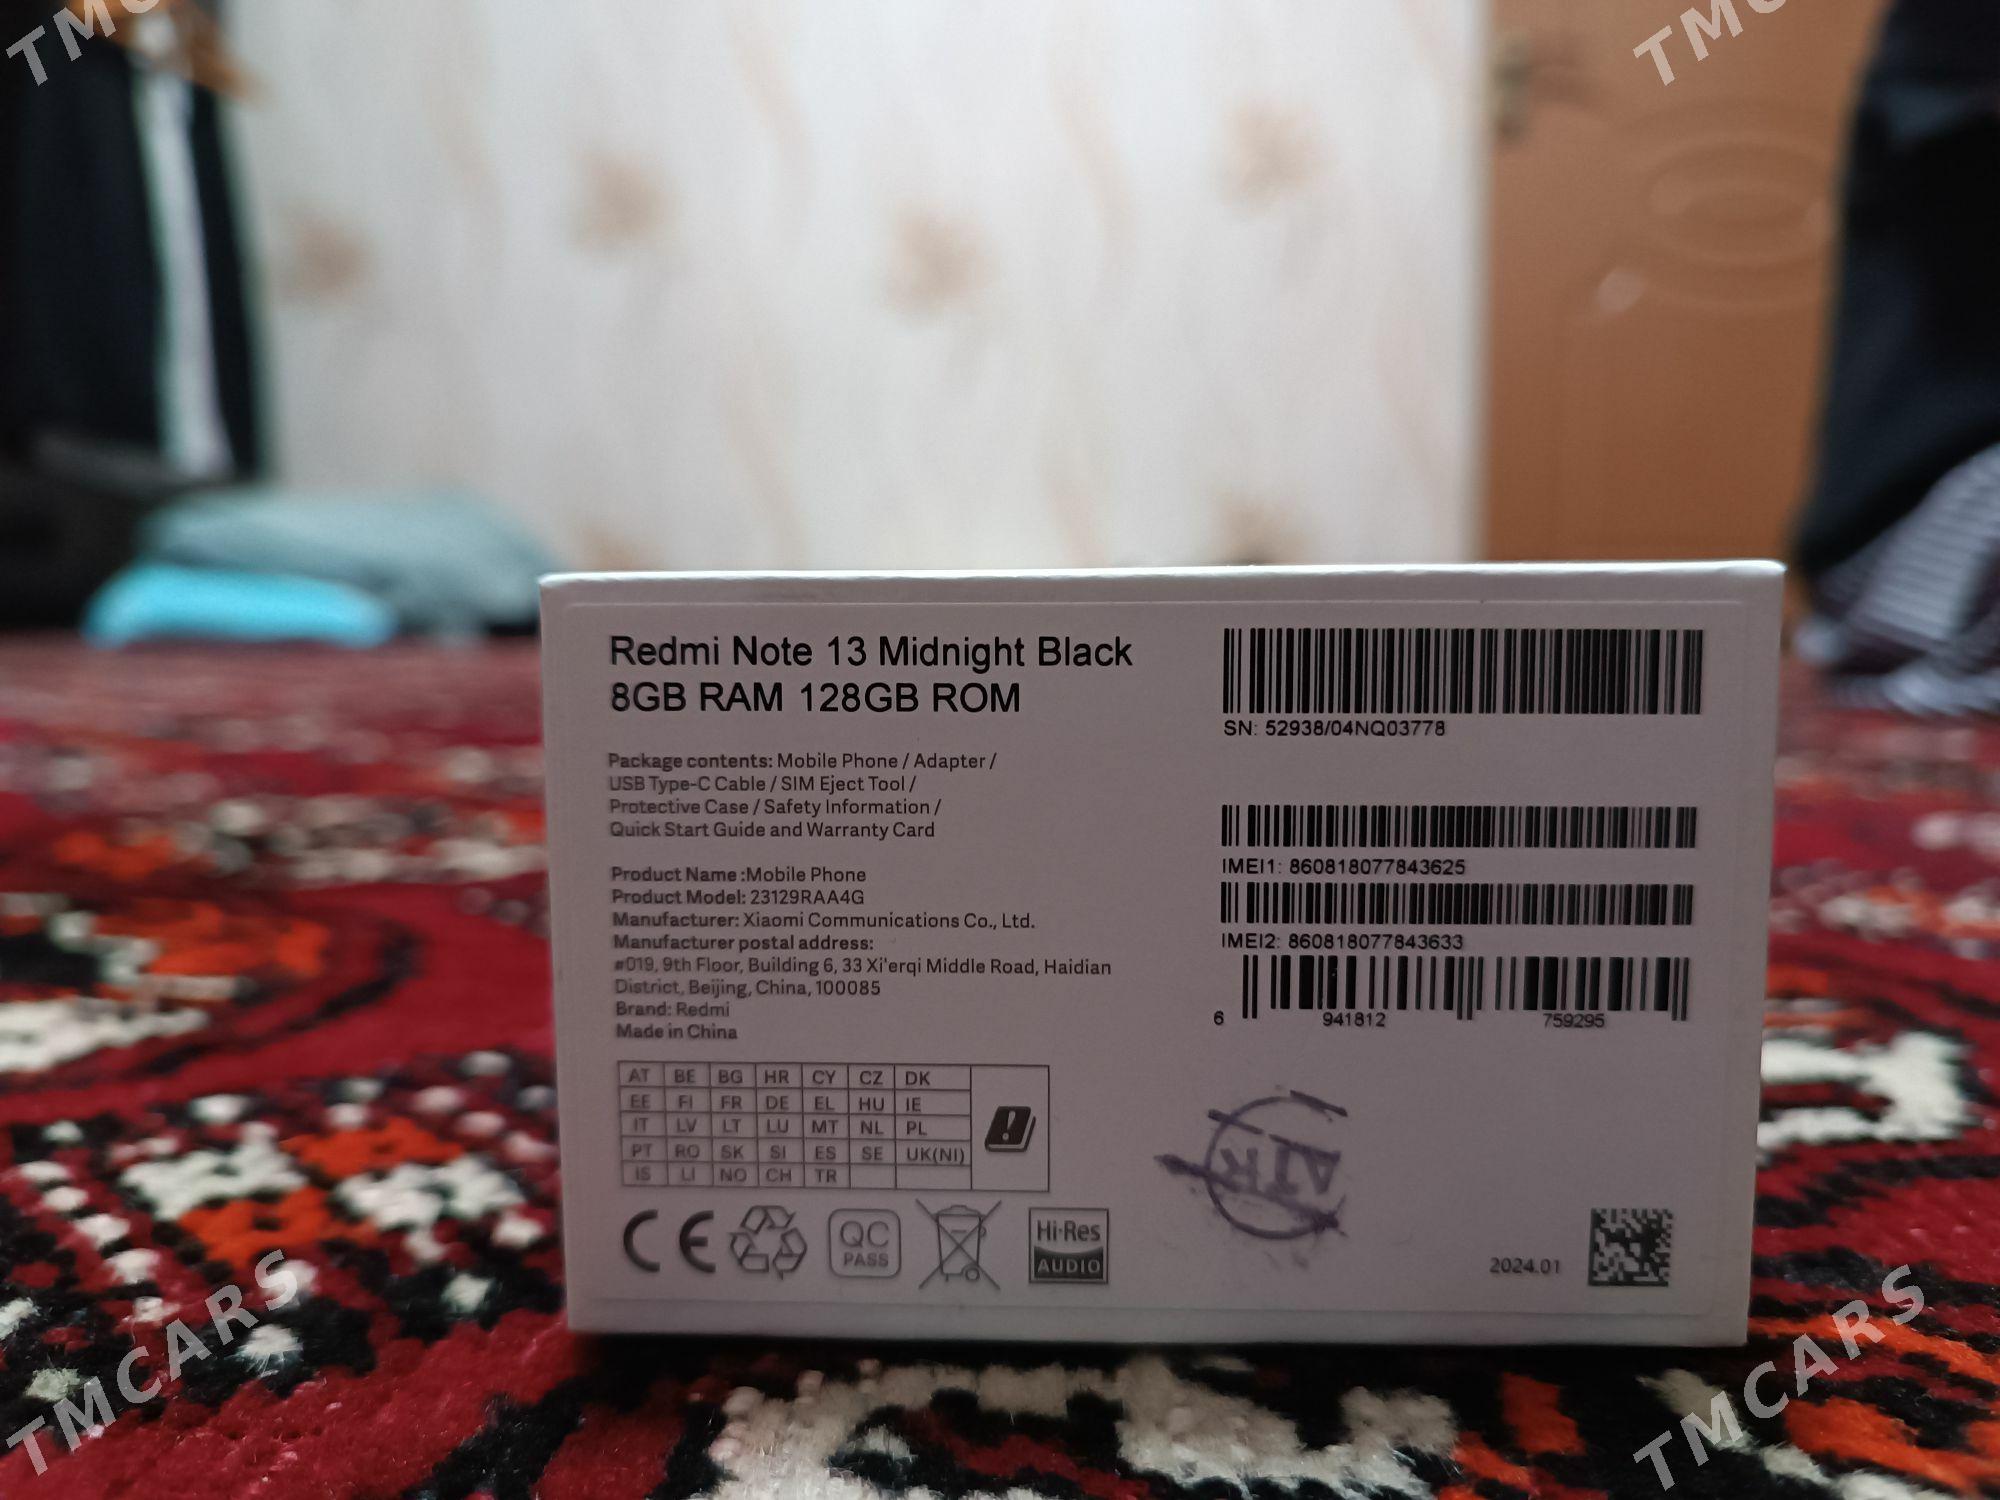 TMCARS
TMCARS
Redmi Note 13 Midnight Black
8GB RAM 128GB ROM
SN: 52938/04NQ03778
Package contents: Mobile Phone / Adapter /
USB Type-C Cable / SIM Eject Tool /
Protective Case / Safety Information /
Quick Start Guide and Warranty Card
IMEI1: 860818077843625
Product Name :Mobile Phone
Product Model: 23129RAA4G
Manufacturer: Xiaomi Communications Co., Ltd.
Manufacturer postal address:
#019, 9th Floor, Building 6, 33 Xi'erqi Middle Road, Haidian
District, Beijing, China, 100085
Brand: Redmi
Made in China
IMEI2: 860818077843633
6 941812 759295
AT BE BG HR CY CZ DK
EE FI FR DE EL HU IE
IT LV LT LU MT NL PL
PT RO SK SI ES SE UK(NI)
IS LI NO CH TR
CE
QC
PASS
Hi-Res
AUDIO
2024.01
TMCARS
TMCARS